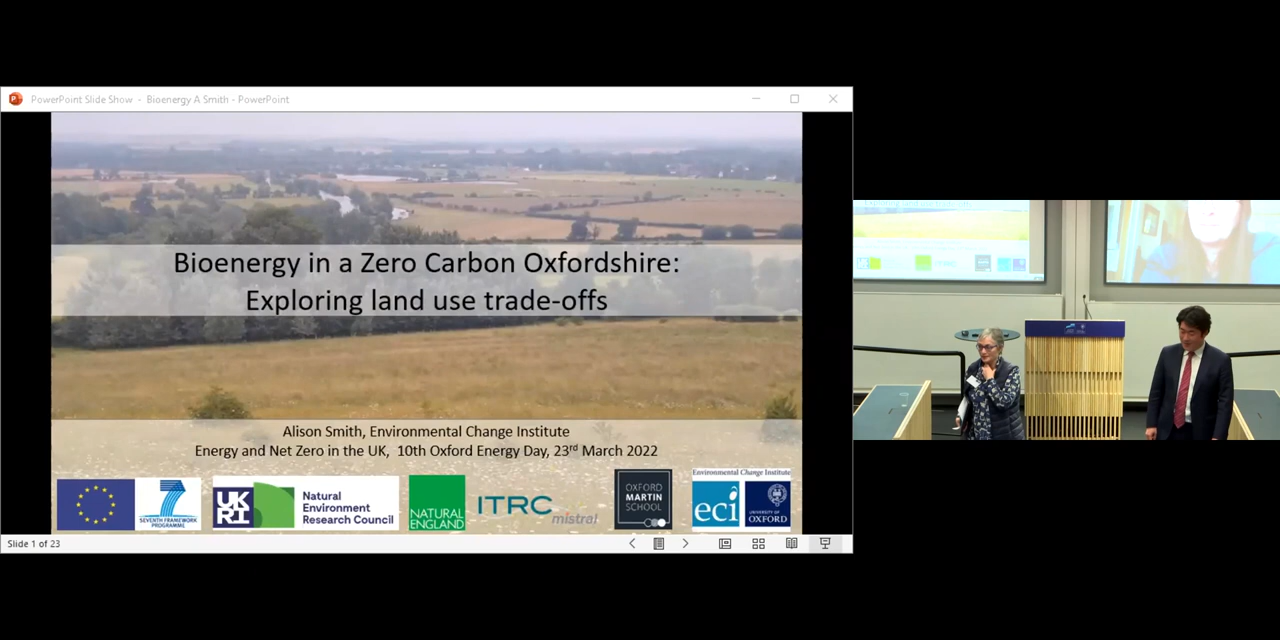 PowerPoint Slide Show - Bioenergy A Smith - PowerPoint
Bioenergy in a Zero Carbon Oxfordshire:
Exploring land use trade-offs
Alison Smith, Environmental Change Institute
Energy and Net Zero in the UK, 10th Oxford Energy Day, 23rd March 2022
SEVENTH FRAMEWORK
PROGRAMME
UK
RI
Natural
Environment
Research Council
NATURAL
ENGLAND
ITRC
mistral
OXFORD
MARTIN
SCHOOL
Environmental Change Institute
eci
UNIVERSITY OF
OXFORD
Slide 1 of 23